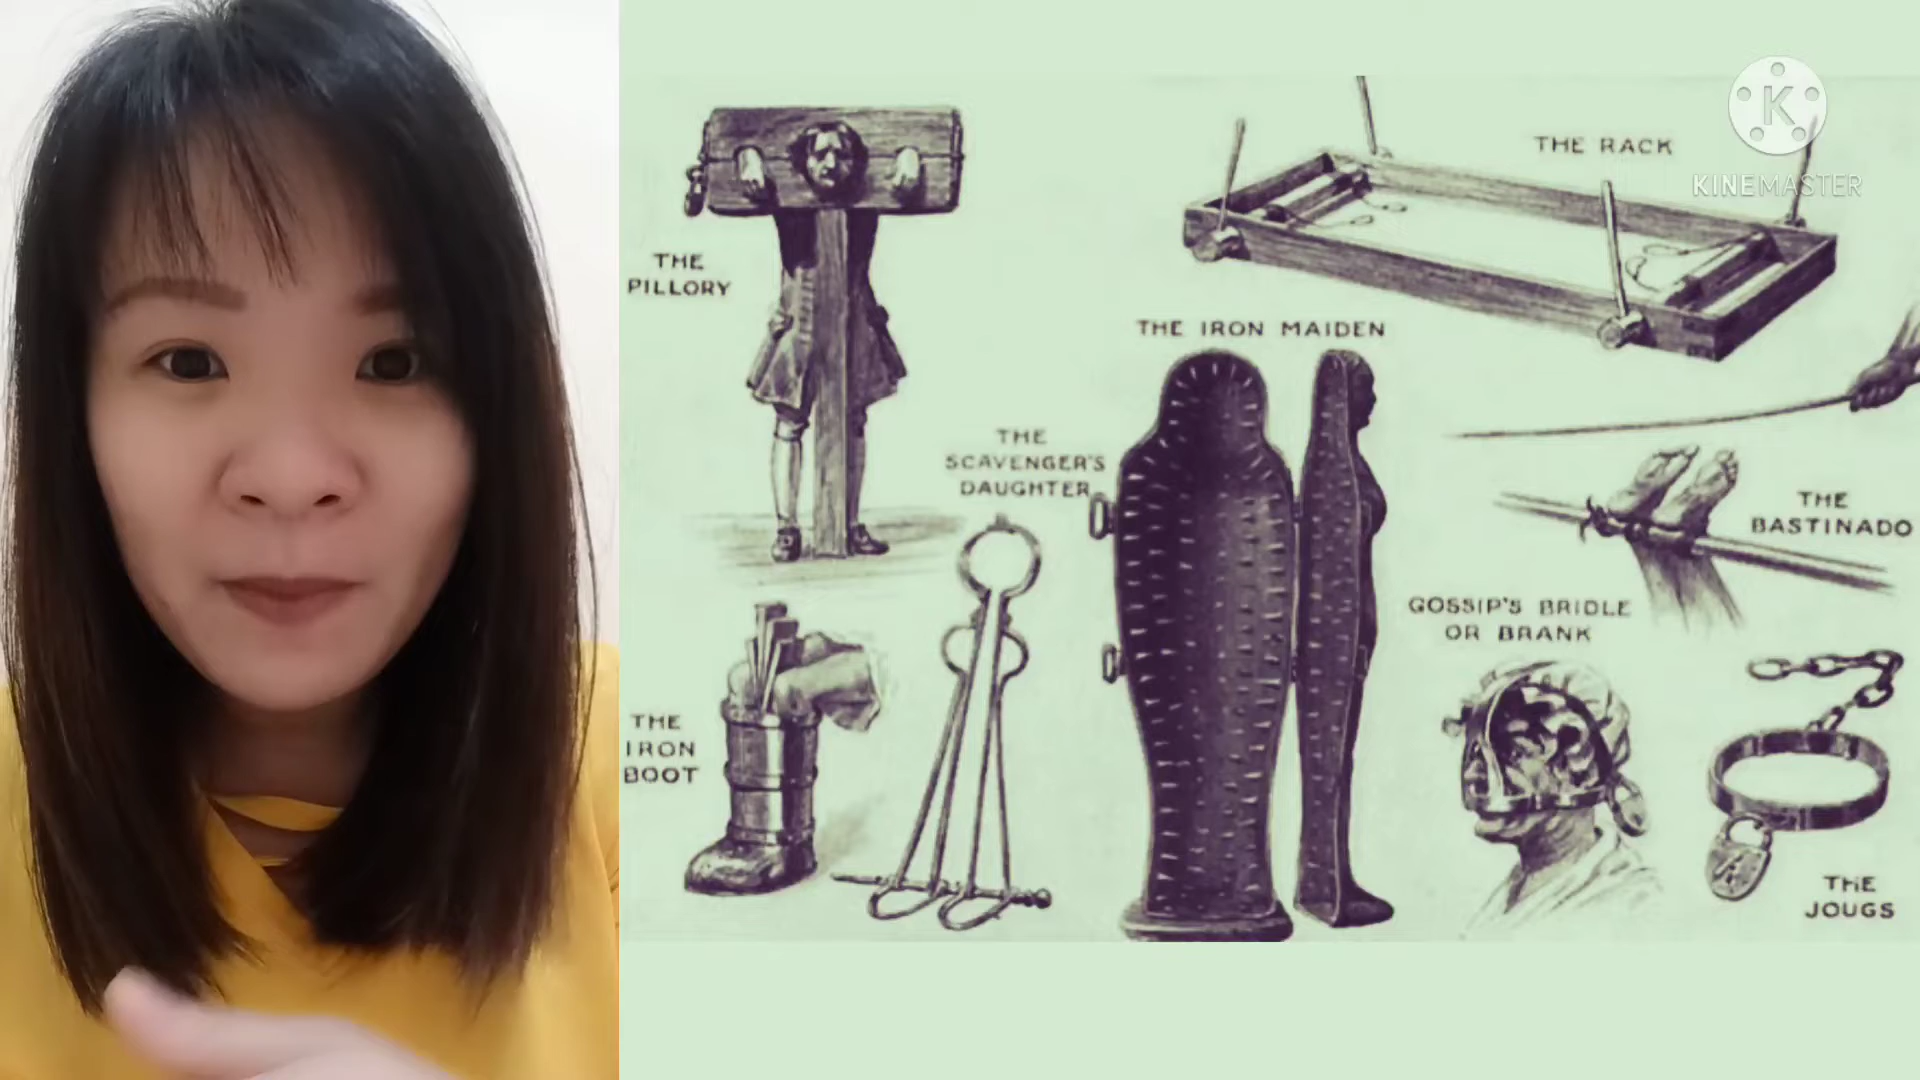 THE RACK
KINEMASTER
THE
PILLORY
THE IRON MAIDEN
THE
SCAVENGER'S
DAUGHTER
THE
BASTINADO
GOSSIP'S BRIDLE
OR BRANK
THE
IRON
BOOT
THE
JOUGS